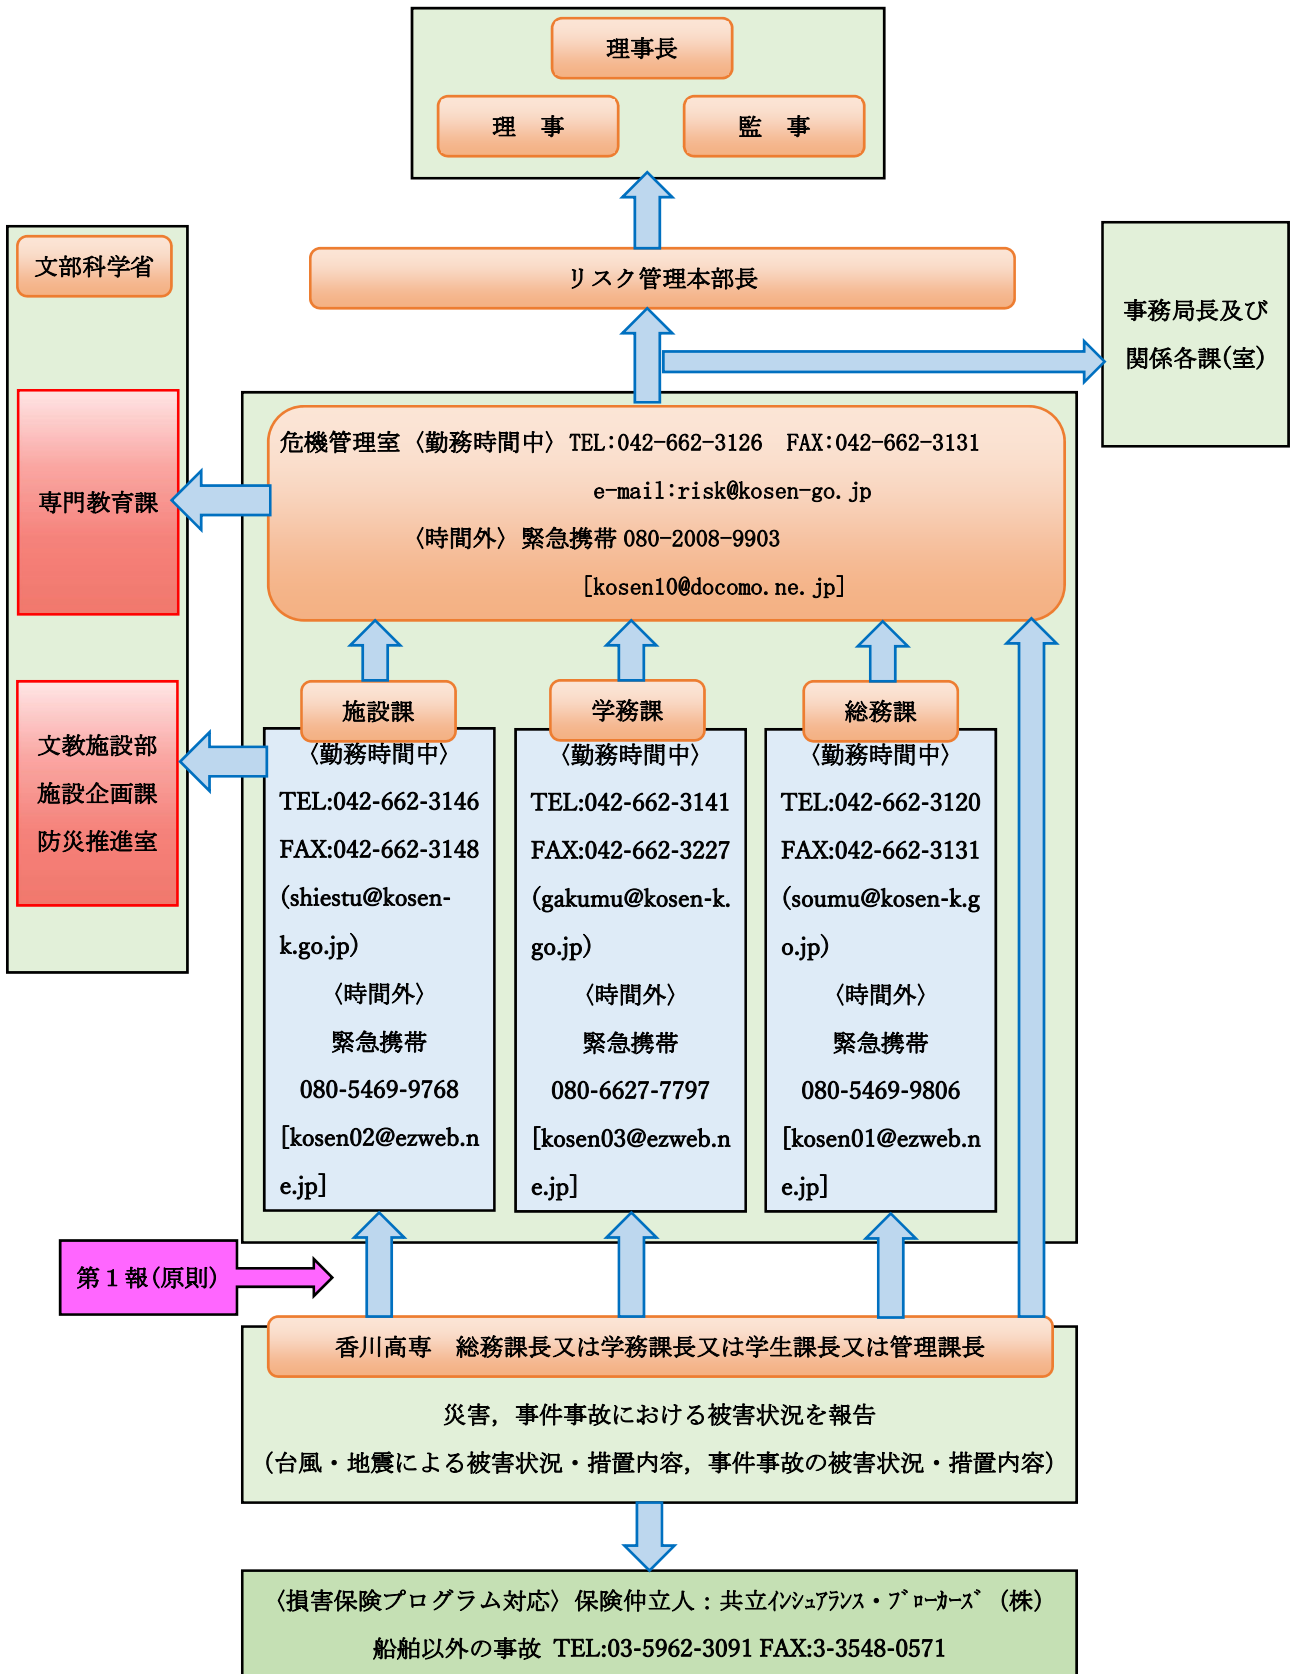 理事長
理　事
監　事
文部科学省
リスク管理本部長
事務局長及び
関係各課(室)
専門教育課
危機管理室〈勤務時間中〉TEL:042-662-3126　FAX:042-662-3131
e-mail:risk@kosen-go.jp
〈時間外〉緊急携帯 080-2008-9903
[kosen10@docomo.ne.jp]
文教施設部
施設企画課
防災推進室
施設課
〈勤務時間中〉
TEL:042-662-3146
FAX:042-662-3148
(shiestu@kosen-
k.go.jp)
〈時間外〉
緊急携帯
080-5469-9768
[kosen02@ezweb.n
e.jp]
学務課
〈勤務時間中〉
TEL:042-662-3141
FAX:042-662-3227
(gakumu@kosen-k.
go.jp)
〈時間外〉
緊急携帯
080-6627-7797
[kosen03@ezweb.n
e.jp]
総務課
〈勤務時間中〉
TEL:042-662-3120
FAX:042-662-3131
(soumu@kosen-k.g
o.jp)
〈時間外〉
緊急携帯
080-5469-9806
[kosen01@ezweb.n
e.jp]
第１報(原則)
香川高専　総務課長又は学務課長又は学生課長又は管理課長
災害，事件事故における被害状況を報告
(台風・地震による被害状況・措置内容，事件事故の被害状況・措置内容)
〈損害保険プログラム対応〉保険仲立人：共立ｲﾝｼｭｱﾗﾝｽ・ﾌﾞﾛｰｶｰｽﾞ（株）
船舶以外の事故 TEL:03-5962-3091 FAX:3-3548-0571